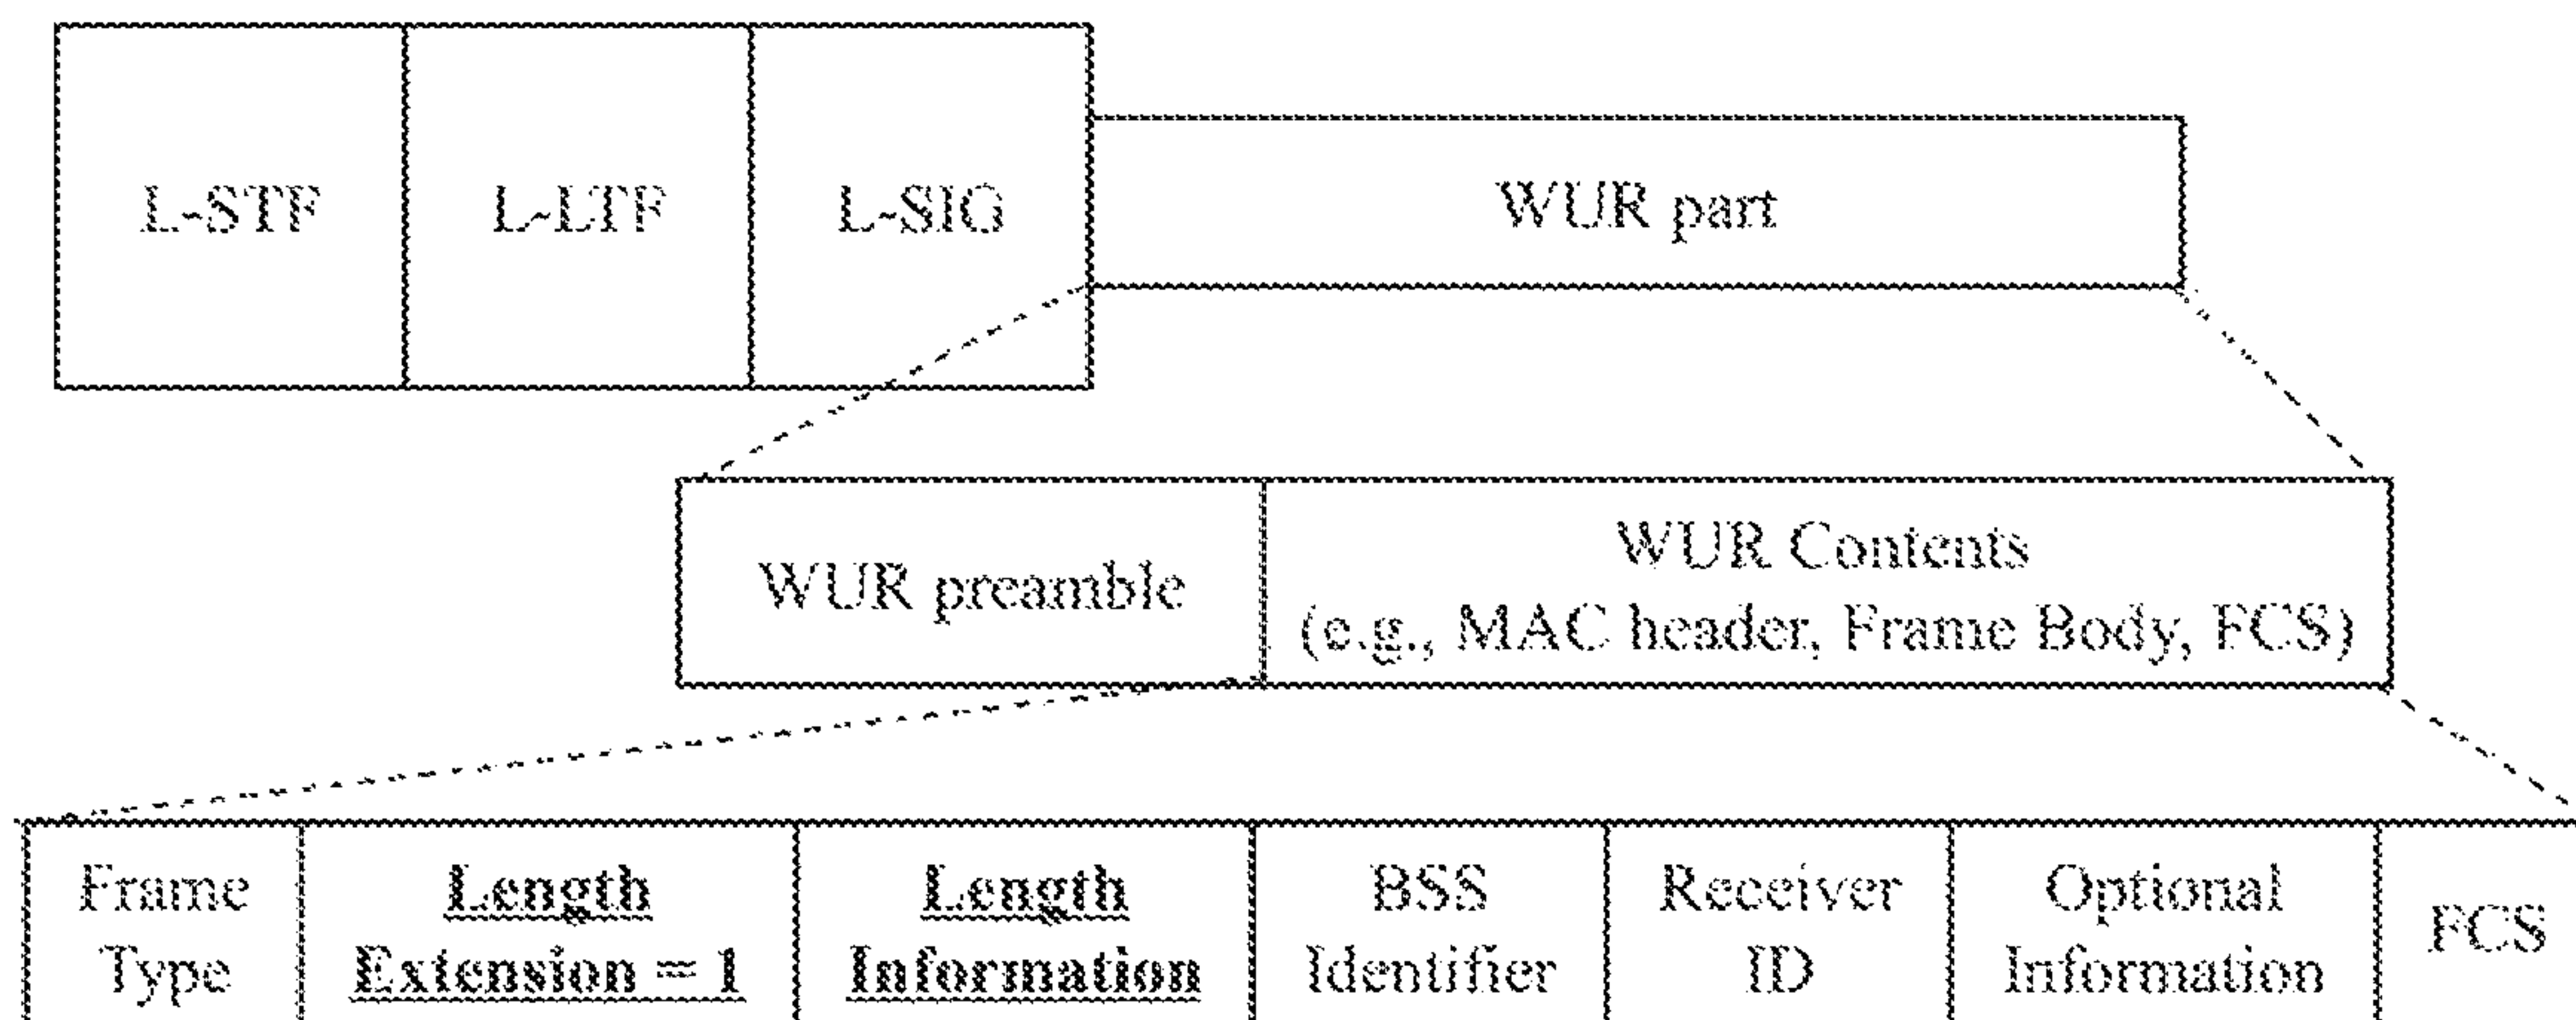 L-STF L-LTF L-SIG WUR part
WUR preamble
WUR Contents
(e.g., MAC header, Frame Body, FCS)
Frame
Type
Length
Extension = 1
Length
Information
BSS
Identifier
Receiver
ID
Optional
Information
FCS